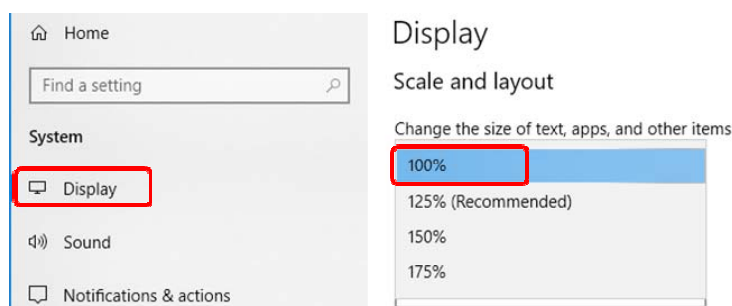 Home
Find a setting
System
Display
Sound
Notifications & actions
Display
Scale and layout
Change the size of text, apps, and other items
100%
125% (Recommended)
150%
175%